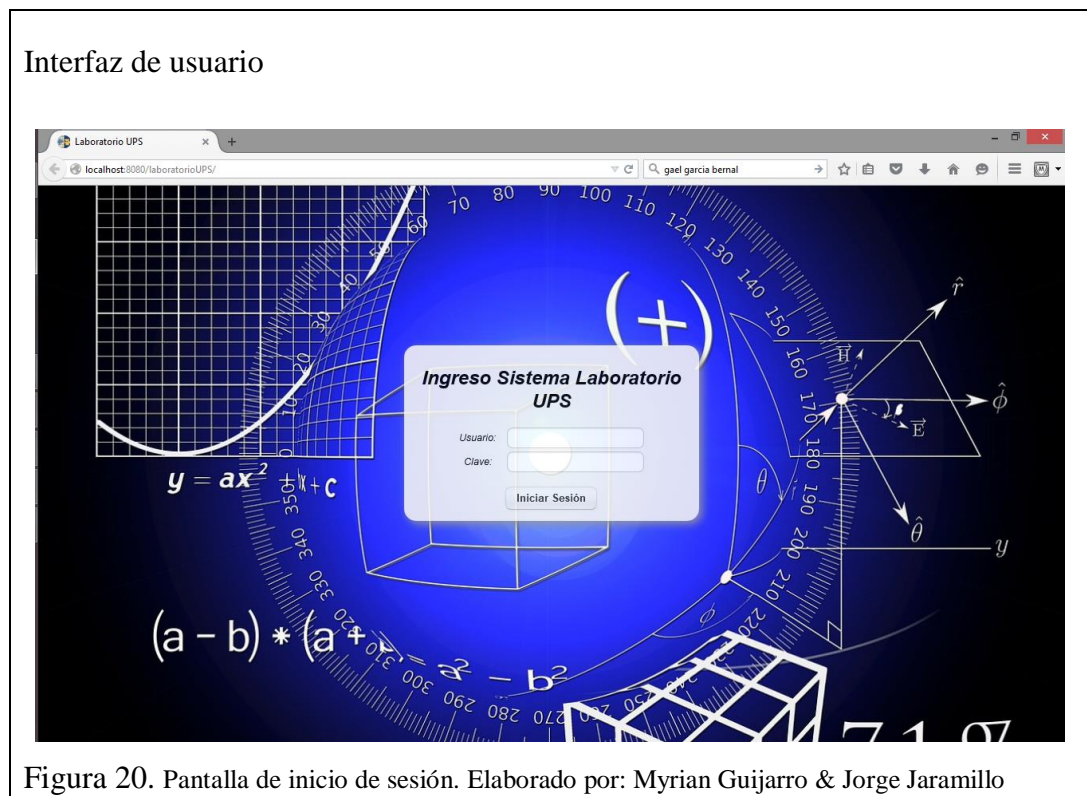 Interfaz de usuario
Laboratorio UPS
localhost:8080/laboratorioUPS/
gael garcia bernal
Ingreso Sistema Laboratorio
UPS
Usuario:
Clave:
Iniciar Sesión
0 10 20 30 40 50 60 70 80 90 100 110 120 130 140 150 160 170 180 190 200 210 220
270 280 290 300 310 320 330 340 350
(+)
r̂
H⃗
ϕ̂
β
E⃗
θ
θ̂
y
ϕ
y = ax² + x + c
(a − b) * (a + = a² − b²
71 %
Figura 20. Pantalla de inicio de sesión. Elaborado por: Myrian Guijarro & Jorge Jaramillo